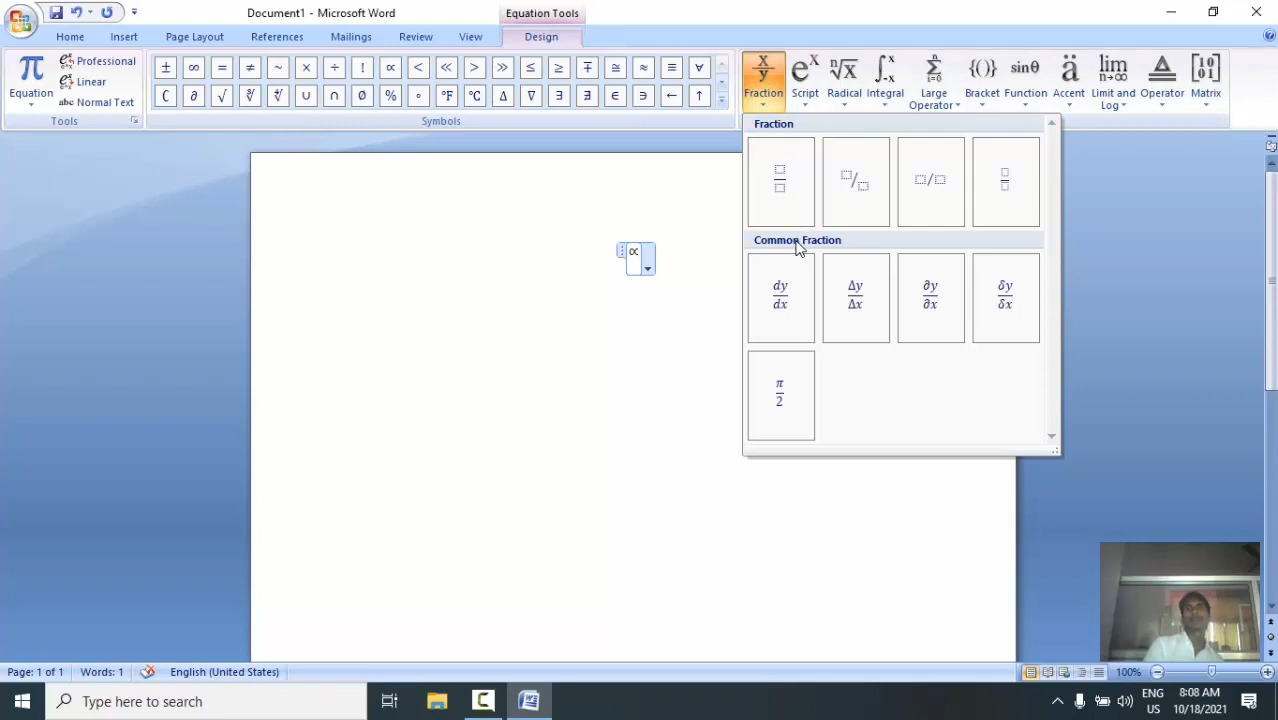 Document1 - Microsoft Word
Equation Tools
Home Insert Page Layout References Mailings Review View Design
π Equation
Professional
Linear
abc Normal Text
Tools
± ∞ = ≠ ~ × ÷ ! ∝ < ≪ > ≫ ≤ ≥ ∓ ≅ ≈ ≡ ∀
∁ ∂ √ ∛ ∜ ∪ ∩ ∅ % ° °F °C ∆ ∇ ∃ ∄ ∈ ∋ ← ↑
Symbols
x/y Fraction
eˣ Script
ⁿ√x Radical
Integral
Large Operator
{()} Bracket
sinθ Function
ä Accent
lim n→∞ Limit and Log
Operator
Matrix
Fraction
Common Fraction
dy/dx
Δy/Δx
∂y/∂x
δy/δx
π/2
∝
Page: 1 of 1
Words: 1
English (United States)
100%
Type here to search
ENG
US
8:08 AM
10/18/2021